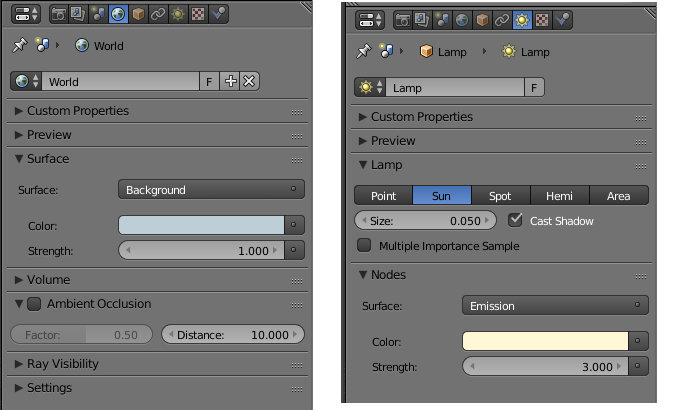 World
World F
Custom Properties
Preview
Surface
Surface: Background
Color:
Strength: 1.000
Volume
Ambient Occlusion
Factor: 0.50 Distance: 10.000
Ray Visibility
Settings
Lamp Lamp
Lamp F
Custom Properties
Preview
Lamp
Point Sun Spot Hemi Area
Size: 0.050 Cast Shadow
Multiple Importance Sample
Nodes
Surface: Emission
Color:
Strength: 3.000